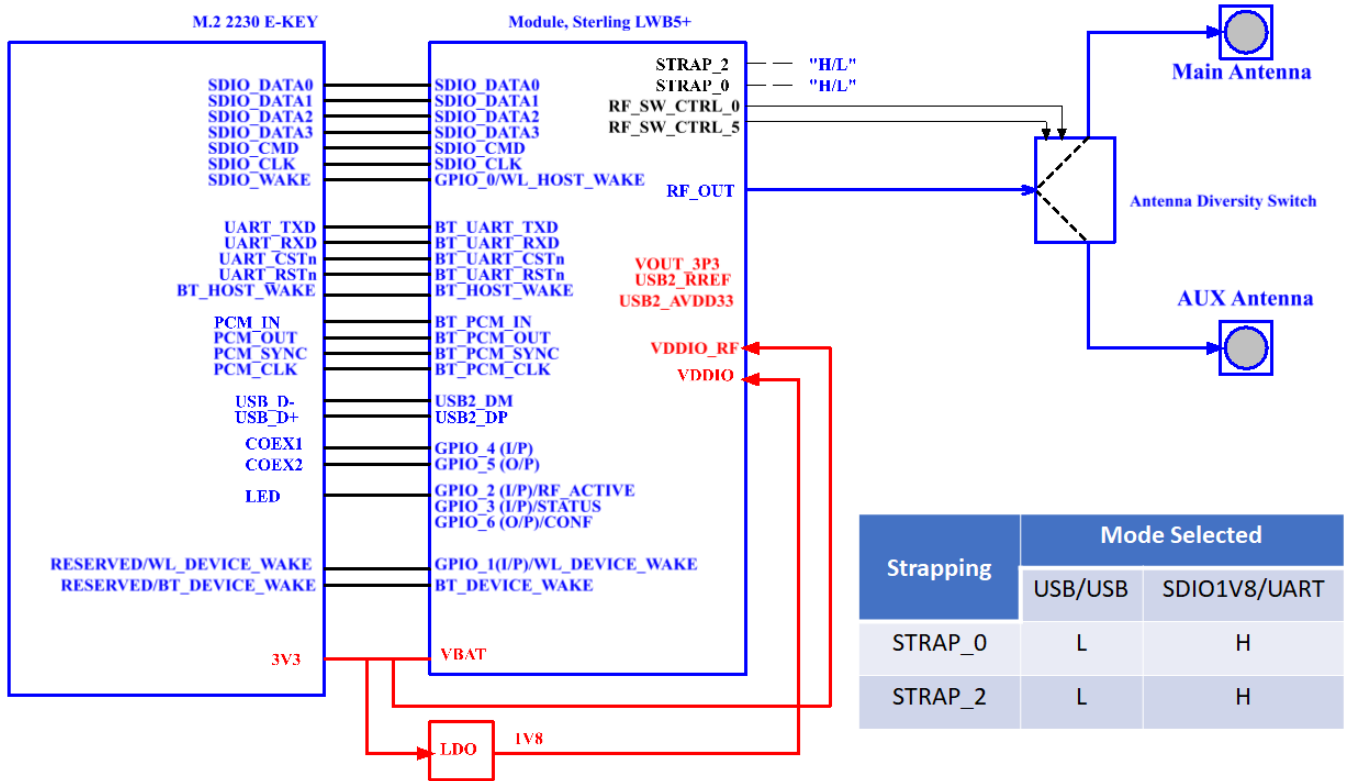 M.2 2230 E-KEY
SDIO_DATA0
SDIO_DATA1
SDIO_DATA2
SDIO_DATA3
SDIO_CMD
SDIO_CLK
SDIO_WAKE
UART_TXD
UART_RXD
UART_CSTn
UART_RSTn
BT_HOST_WAKE
PCM_IN
PCM_OUT
PCM_SYNC
PCM_CLK
USB_D-
USB_D+
COEX1
COEX2
LED
RESERVED/WL_DEVICE_WAKE
RESERVED/BT_DEVICE_WAKE
3V3
Module, Sterling LWB5+
SDIO_DATA0
SDIO_DATA1
SDIO_DATA2
SDIO_DATA3
SDIO_CMD
SDIO_CLK
GPIO_0/WL_HOST_WAKE
BT_UART_TXD
BT_UART_RXD
BT_UART_CSTn
BT_UART_RSTn
BT_HOST_WAKE
BT_PCM_IN
BT_PCM_OUT
BT_PCM_SYNC
BT_PCM_CLK
USB2_DM
USB2_DP
GPIO_4 (I/P)
GPIO_5 (O/P)
GPIO_2 (I/P)/RF_ACTIVE
GPIO_3 (I/P)/STATUS
GPIO_6 (O/P)/CONF
GPIO_1(I/P)/WL_DEVICE_WAKE
BT_DEVICE_WAKE
VBAT
STRAP_2 "H/L"
STRAP_0 "H/L"
RF_SW_CTRL_0
RF_SW_CTRL_5
RF_OUT
VOUT_3P3
USB2_RREF
USB2_AVDD33
VDDIO_RF
VDDIO
LDO
1V8
Main Antenna
Antenna Diversity Switch
AUX Antenna
Strapping Mode Selected
USB/USB SDIO1V8/UART
STRAP_0 L H
STRAP_2 L H